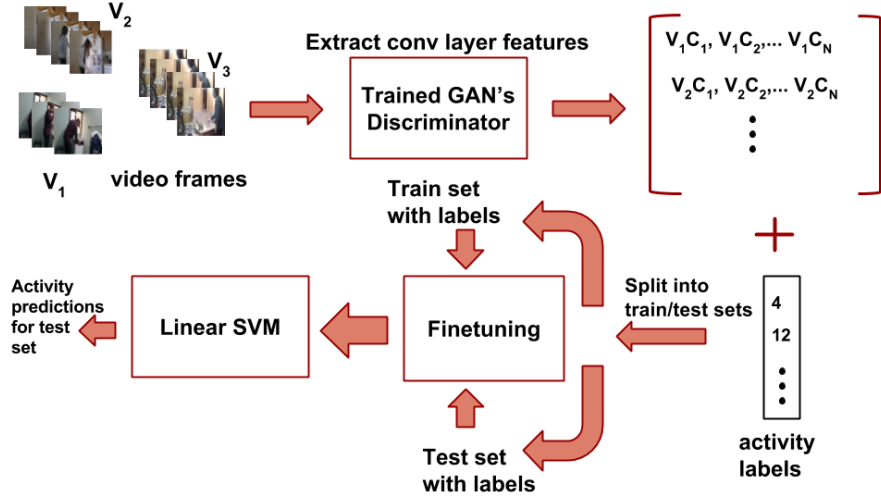 V2
V3
V1
video frames
Extract conv layer features
Trained GAN's
Discriminator
V1C1, V1C2,... V1CN
V2C1, V2C2,... V2CN
Train set
with labels
Activity
predictions
for test
set
Linear SVM
Finetuning
Split into
train/test sets
4
12
Test set
with labels
activity
labels